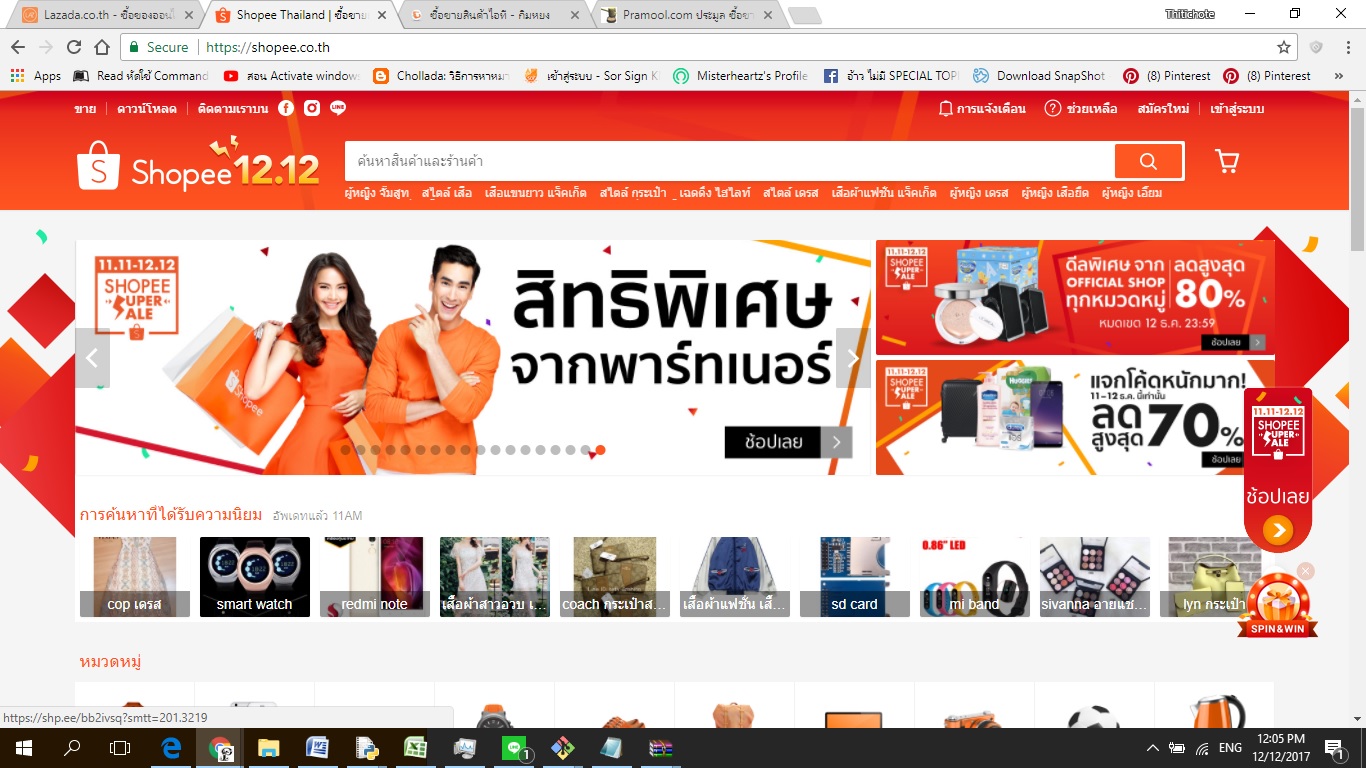 Lazada.co.th - ซื้อของออนไ
Shopee Thailand | ซื้อขาย
ซื้อขายสินค้าไอที - กิมหยง
Pramool.com ประมูล ซื้อขา
Thitichote
Secure
https://shopee.co.th
Apps
Read หัดใช้ Command
สอน Activate window
Chollada: วิธีการหาหมา
เข้าสู่ระบบ - Sor Sign K
Misterheartz's Profile
อ้าว ไม่มี SPECIAL TOP
Download SnapShot
(8) Pinterest
(8) Pinterest
ขาย
ดาวน์โหลด
ติดตามเราบน
LINE
การแจ้งเตือน
ช่วยเหลือ
สมัครใหม่
เข้าสู่ระบบ
Shopee 12.12
ค้นหาสินค้าและร้านค้า
ผู้หญิง จั๊มสูท
สไตล์ เสื้อ
เสื้อแขนยาว แจ็คเก็ต
สไตล์ กระเป๋า
_เฉดดิ้ง ไฮไลท์
สไตล์ เดรส
เสื้อผ้าแฟชั่น แจ็คเก็ต
ผู้หญิง เดรส
ผู้หญิง เสื้อยืด
ผู้หญิง เอี๊ยม
11.11-12.12
SHOPEE
SUPER
SALE
Shopee
สิทธิพิเศษ
จากพาร์ทเนอร์
ช้อปเลย
11.11-12.12
SHOPEE
SUPER
SALE
ดีลพิเศษ จาก
OFFICIAL SHOP
ทุกหมวดหมู่
ลดสูงสุด
80%
หมดเขต 12 ธ.ค. 23:59
ช้อปเลย
11.11-12.12
SHOPEE
SUPER
SALE
HUGGIES
แจกโค้ดหนักมาก!
11-12 ธ.ค. นี้เท่านั้น
ลด
สูงสุด
70%
ช้อปเลย
11.11-12.12
SHOPEE
SUPER
SALE
ช้อปเลย
การค้นหาที่ได้รับความนิยม
อัพเดทแล้ว 11AM
cop เดรส
smart watch
redmi note
เสื้อผ้าสาวอวบ เ...
coach กระเป๋าส...
เสื้อผ้าแฟชั่น เสื้...
sd card
0.86" LED
mi band
sivanna อายแช...
lyn กระเป๋า
SPIN & WIN
หมวดหมู่
https://shp.ee/bb2ivsq?smtt=201.3219
1
ENG
12:05 PM
12/12/2017
1